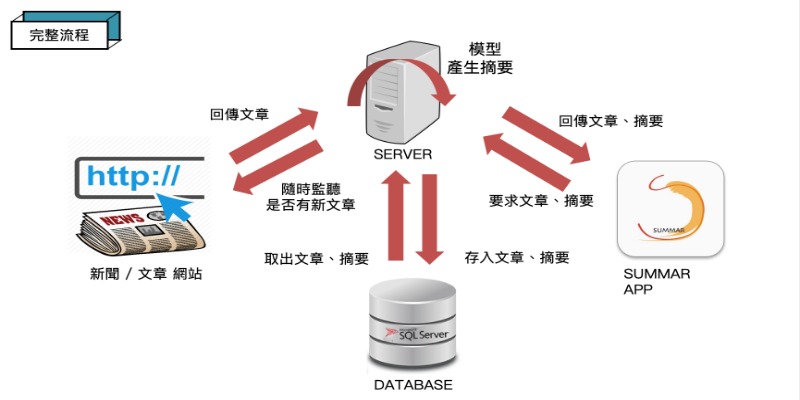 完整流程
模型
產生摘要
回傳文章
SERVER
回傳文章、摘要
http://
NEWS
隨時監聽
是否有新文章
要求文章、摘要
SUMMAR
新聞 / 文章 網站
取出文章、摘要
存入文章、摘要
SUMMAR
APP
SQL Server
DATABASE